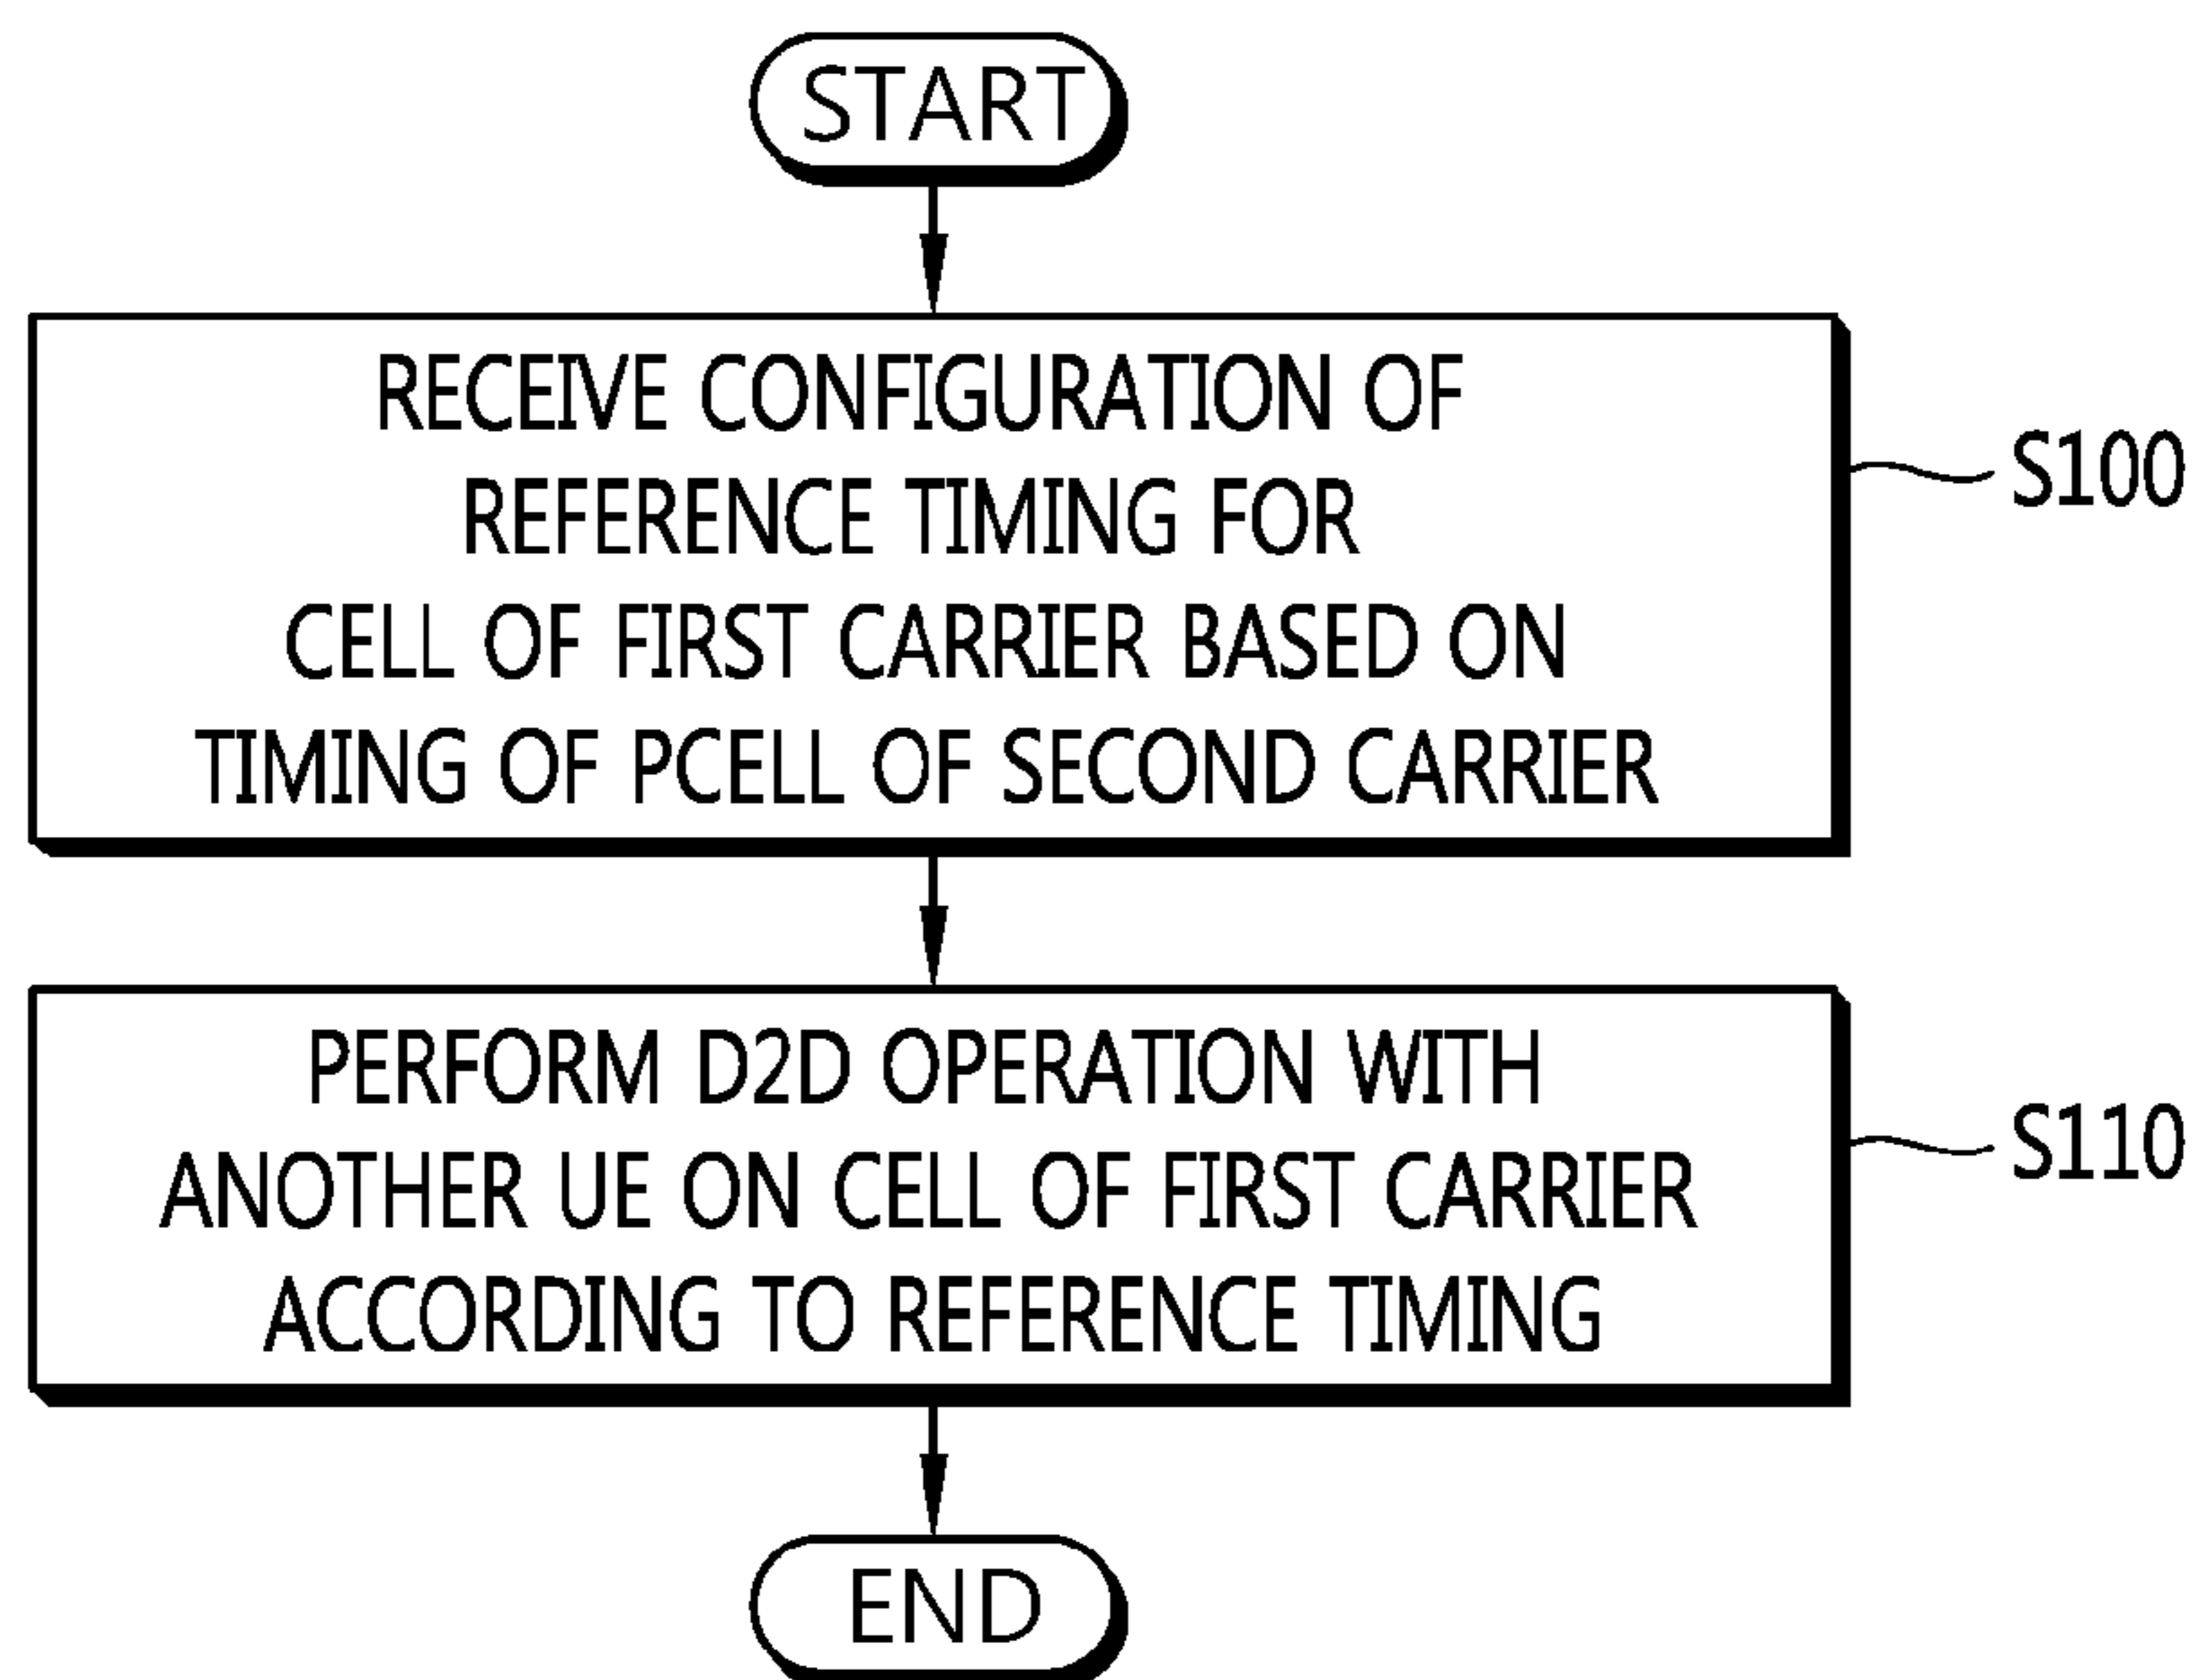 START
RECEIVE CONFIGURATION OF
REFERENCE TIMING FOR
CELL OF FIRST CARRIER BASED ON
TIMING OF PCELL OF SECOND CARRIER
S100
PERFORM D2D OPERATION WITH
ANOTHER UE ON CELL OF FIRST CARRIER
ACCORDING TO REFERENCE TIMING
S110
END